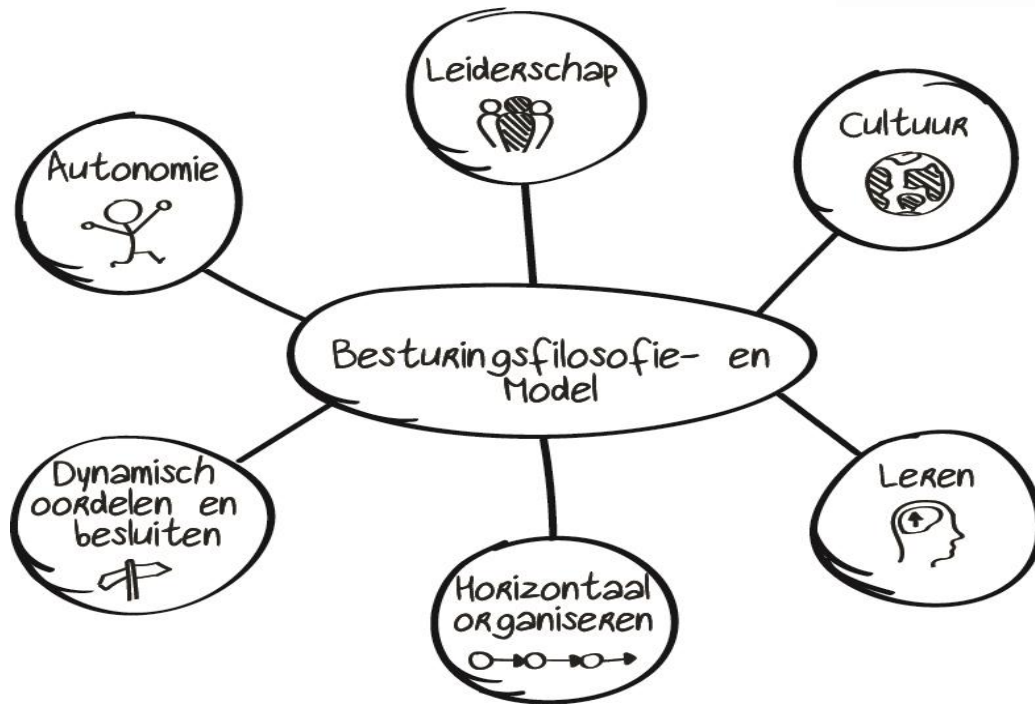 Leiderschap
Cultuur
Autonomie
Besturingsfilosofie- en
Model
Dynamisch
oordelen en
besluiten
Leren
Horizontaal
organiseren